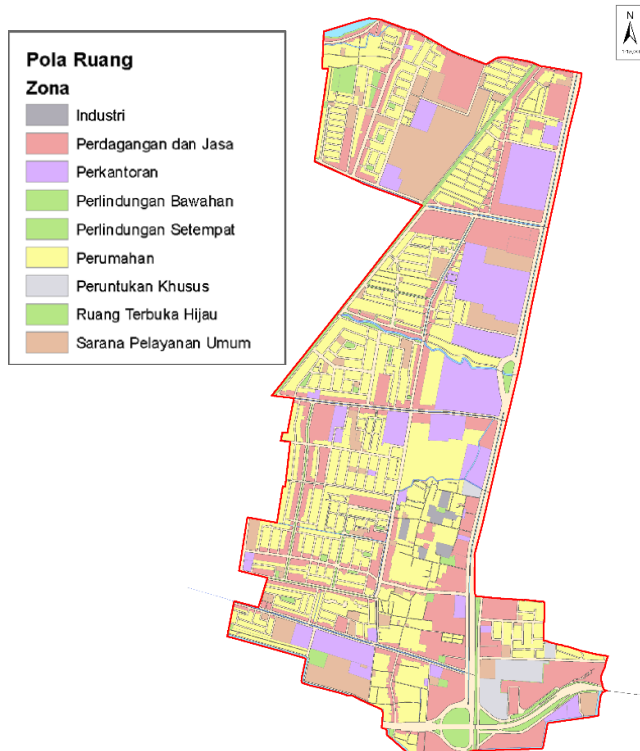 N
Pola Ruang
Zona
Industri
Perdagangan dan Jasa
Perkantoran
Perlindungan Bawahan
Perlindungan Setempat
Perumahan
Peruntukan Khusus
Ruang Terbuka Hijau
Sarana Pelayanan Umum